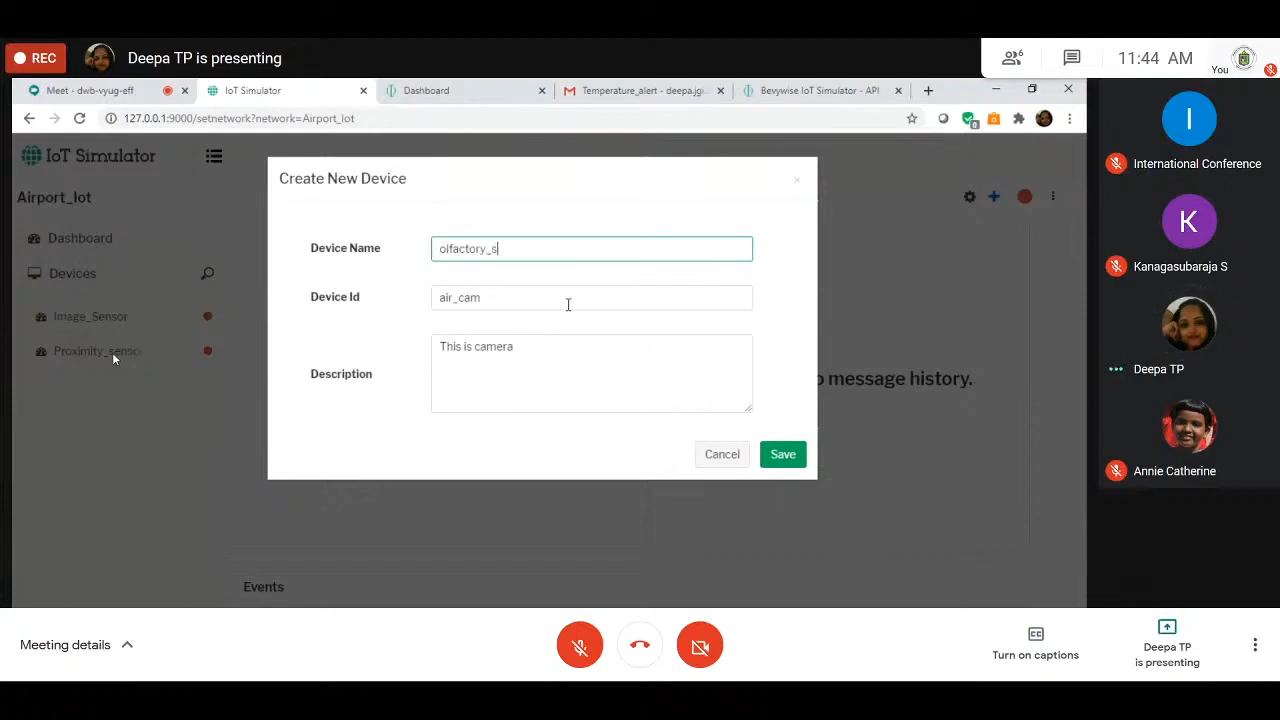 REC
Deepa TP is presenting
6
11:44 AM
You
Meet - dwb-vyug-eff
IoT Simulator
Dashboard
Temperature_alert - deepa.jg
Bevywise IoT Simulator - API
127.0.0.1:9000/setnetwork?network=Airport_Iot
IoT Simulator
Airport_Iot
Dashboard
Devices
Image_Sensor
Proximity_senso
Create New Device
Device Name
olfactory_s
Device Id
air_cam
Description
This is camera
Cancel
Save
o message history.
Events
I
International Conference
K
Kanagasubaraja S
Deepa TP
Annie Catherine
Meeting details
CC
Turn on captions
Deepa TP
is presenting